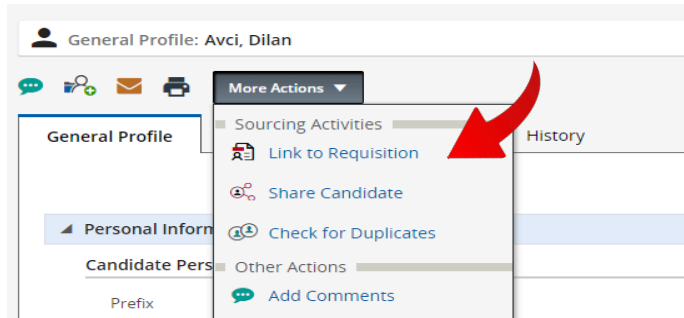 General Profile: Avci, Dilan
More Actions
General Profile
History
Sourcing Activities
Link to Requisition
Share Candidate
Check for Duplicates
Other Actions
Add Comments
Personal Inform
Candidate Pers
Prefix